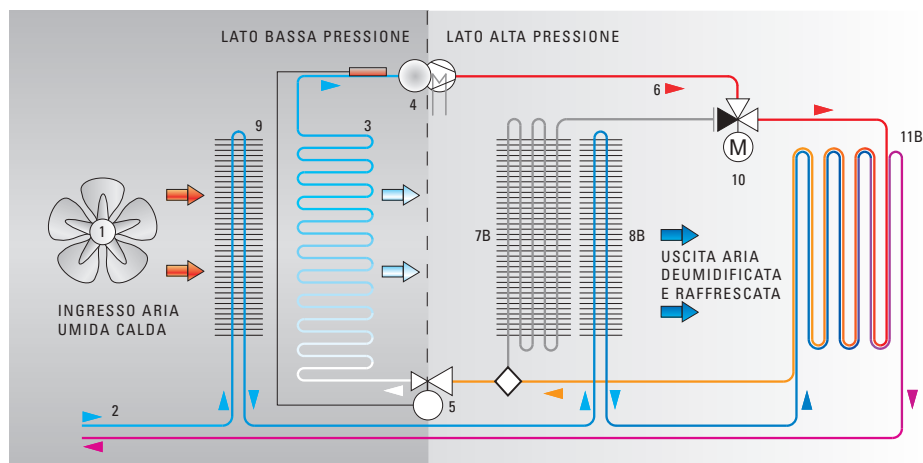 LATO BASSA PRESSIONE
LATO ALTA PRESSIONE
4
M
6
9
3
11B
M
10
1
7B
8B
USCITA ARIA
DEUMIDIFICATA
E RAFFRESCATA
INGRESSO ARIA
UMIDA CALDA
5
2